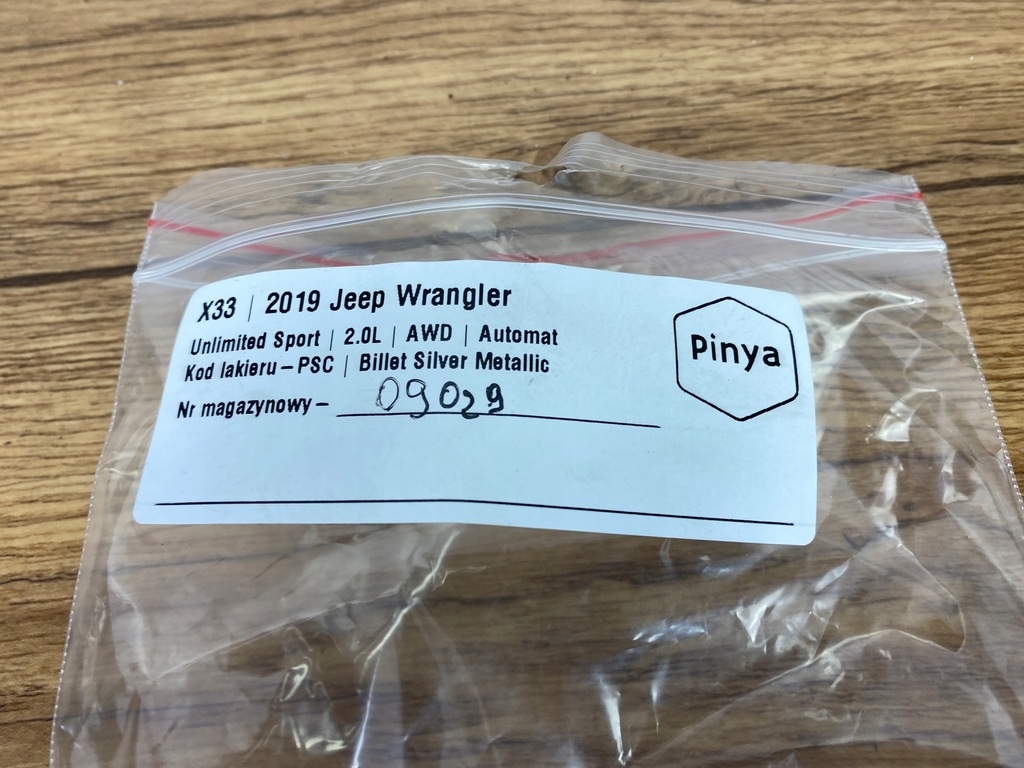 X33 | 2019 Jeep Wrangler
Unlimited Sport | 2.0L | AWD | Automat
Kod lakieru – PSC | Billet Silver Metallic
Nr magazynowy – 09029
Pinya